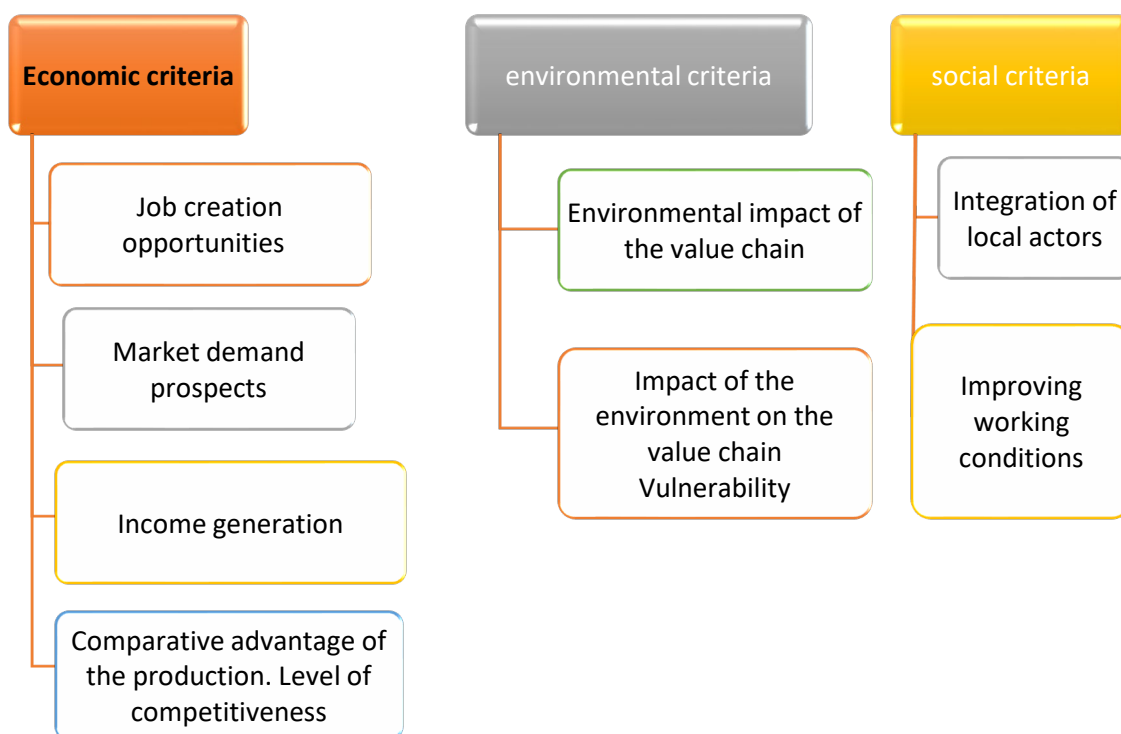 Economic criteria
Job creation
opportunities
Market demand
prospects
Income generation
Comparative advantage of
the production. Level of
competitiveness
environmental criteria
Environmental impact of
the value chain
Impact of the
environment on the
value chain
Vulnerability
social criteria
Integration of
local actors
Improving
working
conditions